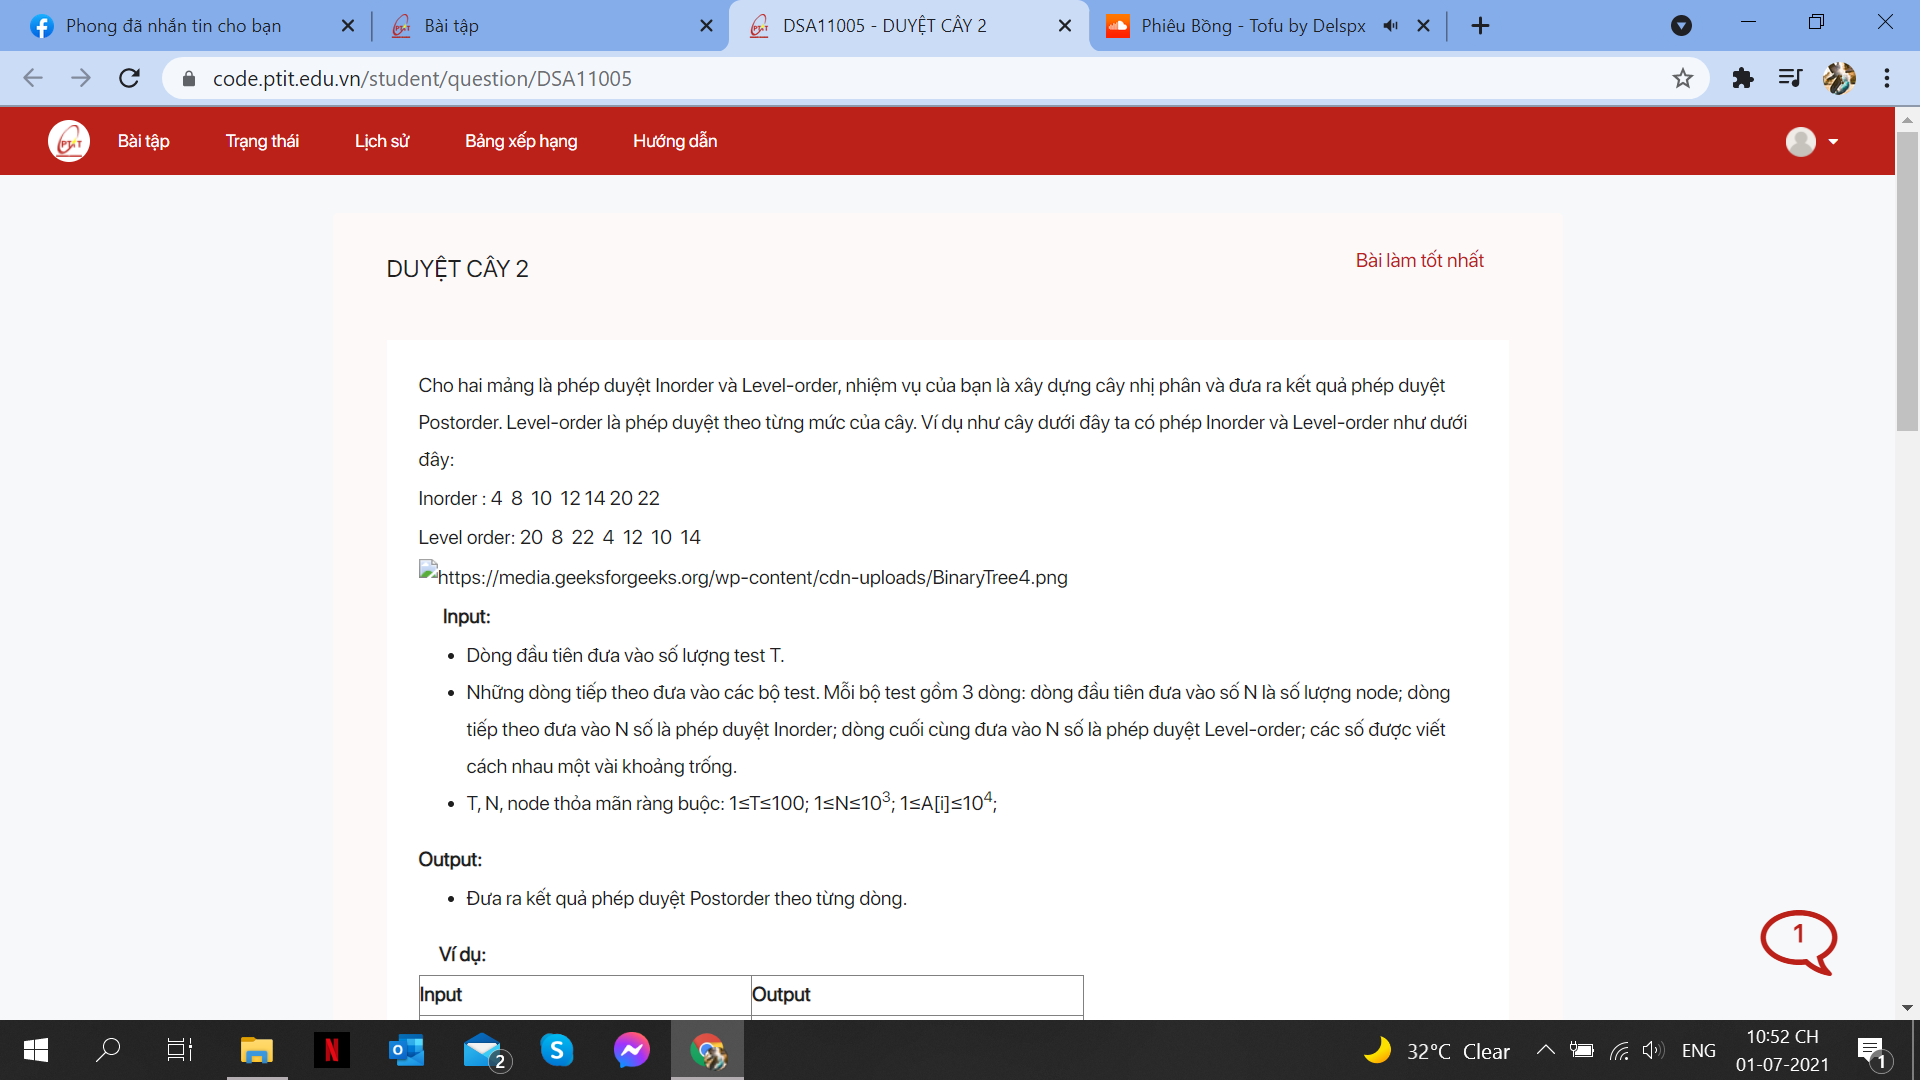 Phong đã nhắn tin cho bạn
Bài tập
DSA11005 - DUYỆT CÂY 2
Phiêu Bồng - Tofu by Delspx
code.ptit.edu.vn/student/question/DSA11005
PTIT
Bài tập
Trạng thái
Lịch sử
Bảng xếp hạng
Hướng dẫn
DUYỆT CÂY 2
Bài làm tốt nhất
Cho hai mảng là phép duyệt Inorder và Level-order, nhiệm vụ của bạn là xây dựng cây nhị phân và đưa ra kết quả phép duyệt
Postorder. Level-order là phép duyệt theo từng mức của cây. Ví dụ như cây dưới đây ta có phép Inorder và Level-order như dưới
đây:
Inorder : 4 8 10 12 14 20 22
Level order: 20 8 22 4 12 10 14
https://media.geeksforgeeks.org/wp-content/cdn-uploads/BinaryTree4.png
Input:
• Dòng đầu tiên đưa vào số lượng test T.
• Những dòng tiếp theo đưa vào các bộ test. Mỗi bộ test gồm 3 dòng: dòng đầu tiên đưa vào số N là số lượng node; dòng
tiếp theo đưa vào N số là phép duyệt Inorder; dòng cuối cùng đưa vào N số là phép duyệt Level-order; các số được viết
cách nhau một vài khoảng trống.
• T, N, node thỏa mãn ràng buộc: 1≤T≤100; 1≤N≤10³; 1≤A[i]≤10⁴;
Output:
• Đưa ra kết quả phép duyệt Postorder theo từng dòng.
1
Ví dụ:
Input
Output
N
2
32°C Clear
ENG
10:52 CH
01-07-2021
1